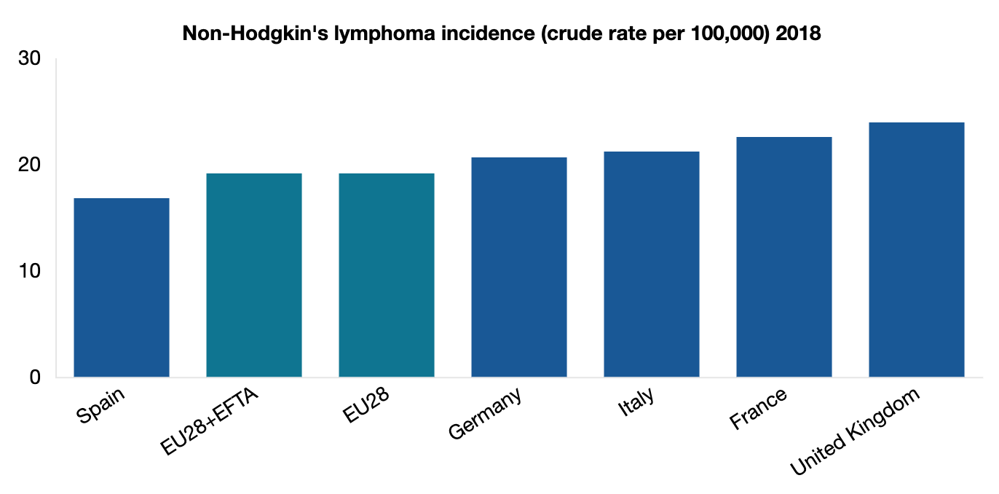 Non-Hodgkin's lymphoma incidence (crude rate per 100,000) 2018
30
20
10
0
Spain
EU28+EFTA
EU28
Germany
Italy
France
United Kingdom